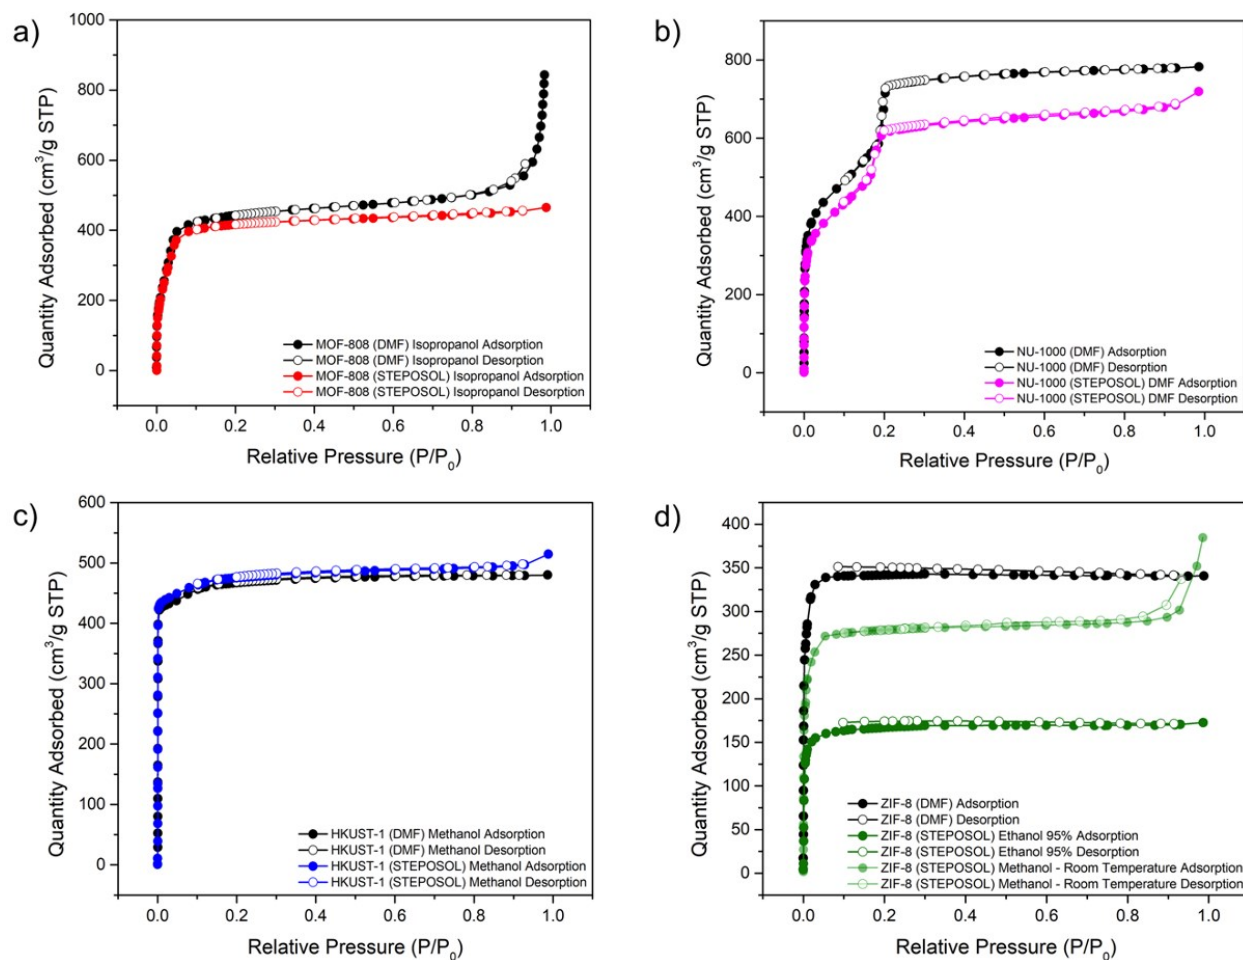 a)
Quantity Adsorbed (cm³/g STP)
1000
800
600
400
200
0
MOF-808 (DMF) Isopropanol Adsorption
MOF-808 (DMF) Isopropanol Desorption
MOF-808 (STEPOSOL) Isopropanol Adsorption
MOF-808 (STEPOSOL) Isopropanol Desorption
0.0 0.2 0.4 0.6 0.8 1.0
Relative Pressure (P/P₀)
b)
Quantity Adsorbed (cm³/g STP)
800
600
400
200
0
NU-1000 (DMF) Adsorption
NU-1000 (DMF) Desorption
NU-1000 (STEPOSOL) DMF Adsorption
NU-1000 (STEPOSOL) DMF Desorption
0.0 0.2 0.4 0.6 0.8 1.0
Relative Pressure (P/P₀)
c)
Quantity Adsorbed (cm³/g STP)
600
500
400
300
200
100
0
HKUST-1 (DMF) Methanol Adsorption
HKUST-1 (DMF) Methanol Desorption
HKUST-1 (STEPOSOL) Methanol Adsorption
HKUST-1 (STEPOSOL) Methanol Desorption
0.0 0.2 0.4 0.6 0.8 1.0
Relative Pressure (P/P₀)
d)
Quantity Adsorbed (cm³/g STP)
400
350
300
250
200
150
100
50
0
ZIF-8 (DMF) Adsorption
ZIF-8 (DMF) Desorption
ZIF-8 (STEPOSOL) Ethanol 95% Adsorption
ZIF-8 (STEPOSOL) Ethanol 95% Desorption
ZIF-8 (STEPOSOL) Methanol - Room Temperature Adsorption
ZIF-8 (STEPOSOL) Methanol - Room Temperature Desorption
0.0 0.2 0.4 0.6 0.8 1.0
Relative Pressure (P/P₀)